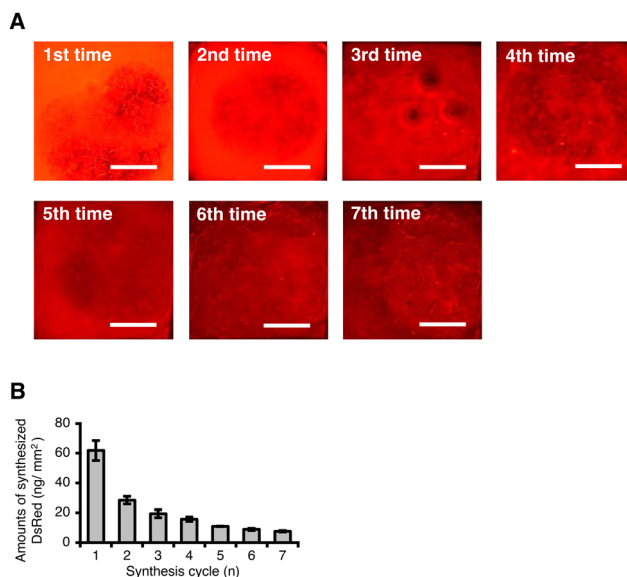 A
1st time
2nd time
3rd time
4th time
5th time
6th time
7th time
B
Amounts of synthesized
DsRed (ng/ mm²)
80
60
40
20
0
1 2 3 4 5 6 7
Synthesis cycle (n)